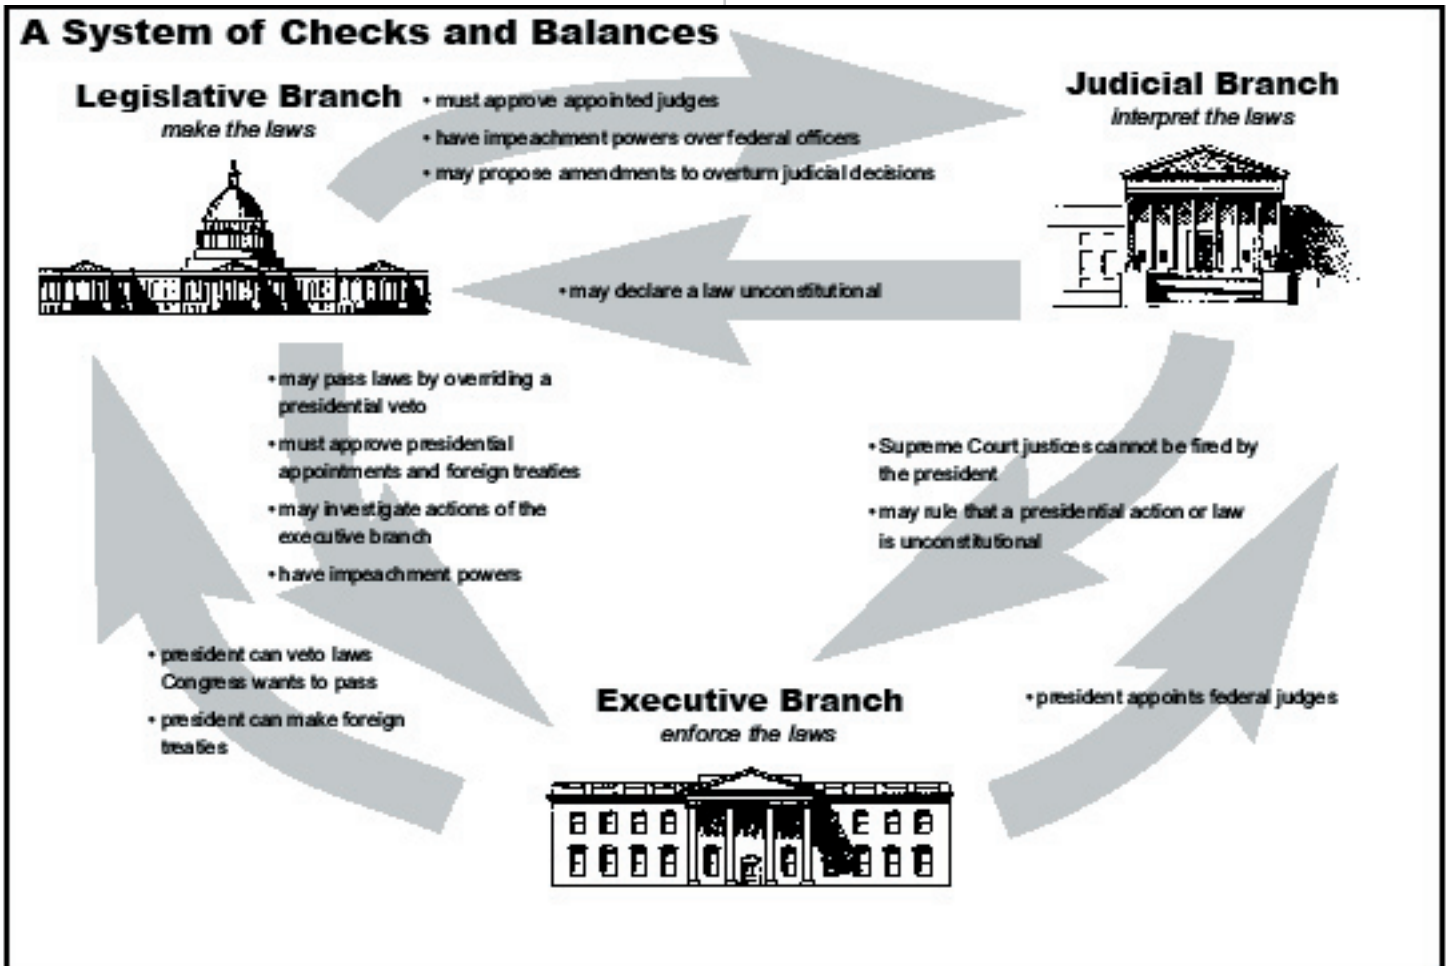 A System of Checks and Balances
Legislative Branch
make the laws
• must approve appointed judges
• have impeachment powers over federal officers
• may propose amendments to overturn judicial decisions
Judicial Branch
interpret the laws
• may declare a law unconstitutional
• may pass laws by overriding a
presidential veto
• must approve presidential
appointments and foreign treaties
• may investigate actions of the
executive branch
• have impeachment powers
• Supreme Court justices cannot be fired by
the president
• may rule that a presidential action or law
is unconstitutional
• president can veto laws
Congress wants to pass
• president can make foreign
treaties
Executive Branch
enforce the laws
• president appoints federal judges